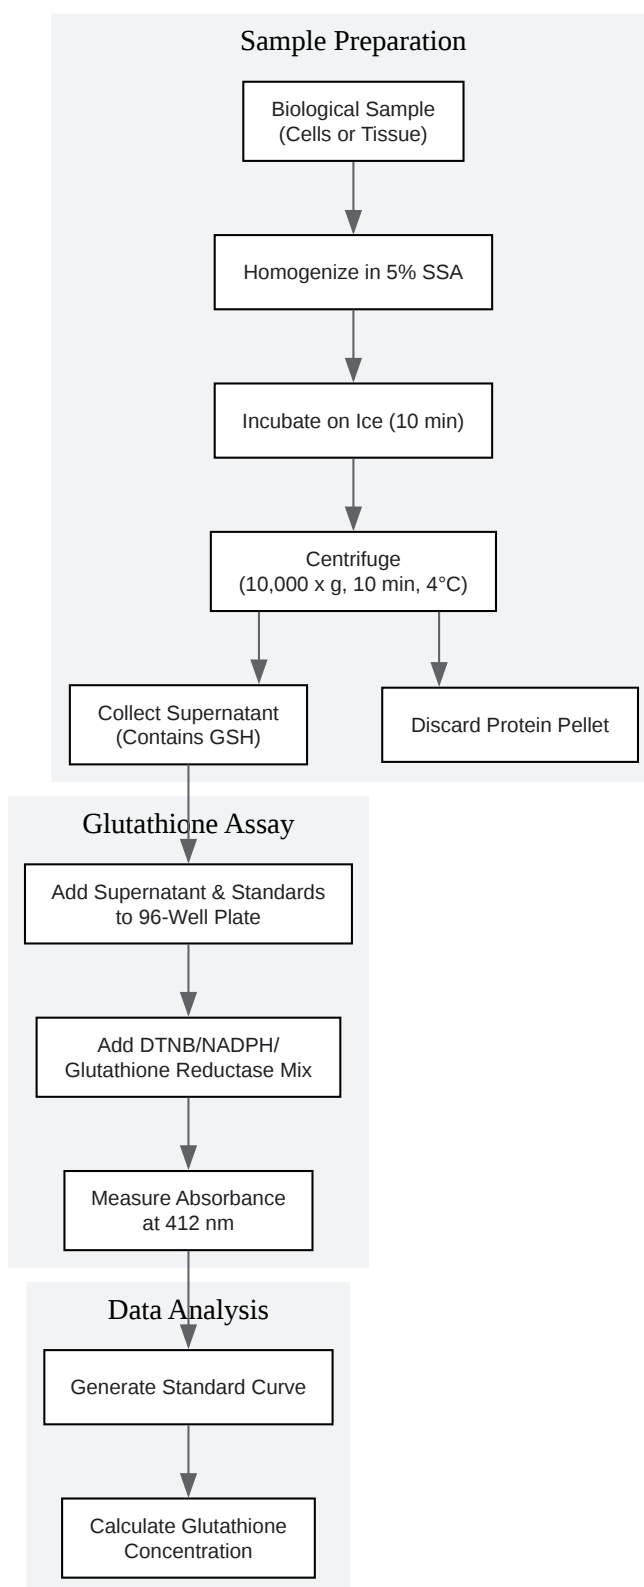 Sample Preparation
Biological Sample
(Cells or Tissue)
Homogenize in 5% SSA
Incubate on Ice (10 min)
Centrifuge
(10,000 x g, 10 min, 4°C)
Collect Supernatant
(Contains GSH)
Discard Protein Pellet
Glutathione Assay
Add Supernatant & Standards
to 96-Well Plate
Add DTNB/NADPH/
Glutathione Reductase Mix
Measure Absorbance
at 412 nm
Data Analysis
Generate Standard Curve
Calculate Glutathione
Concentration